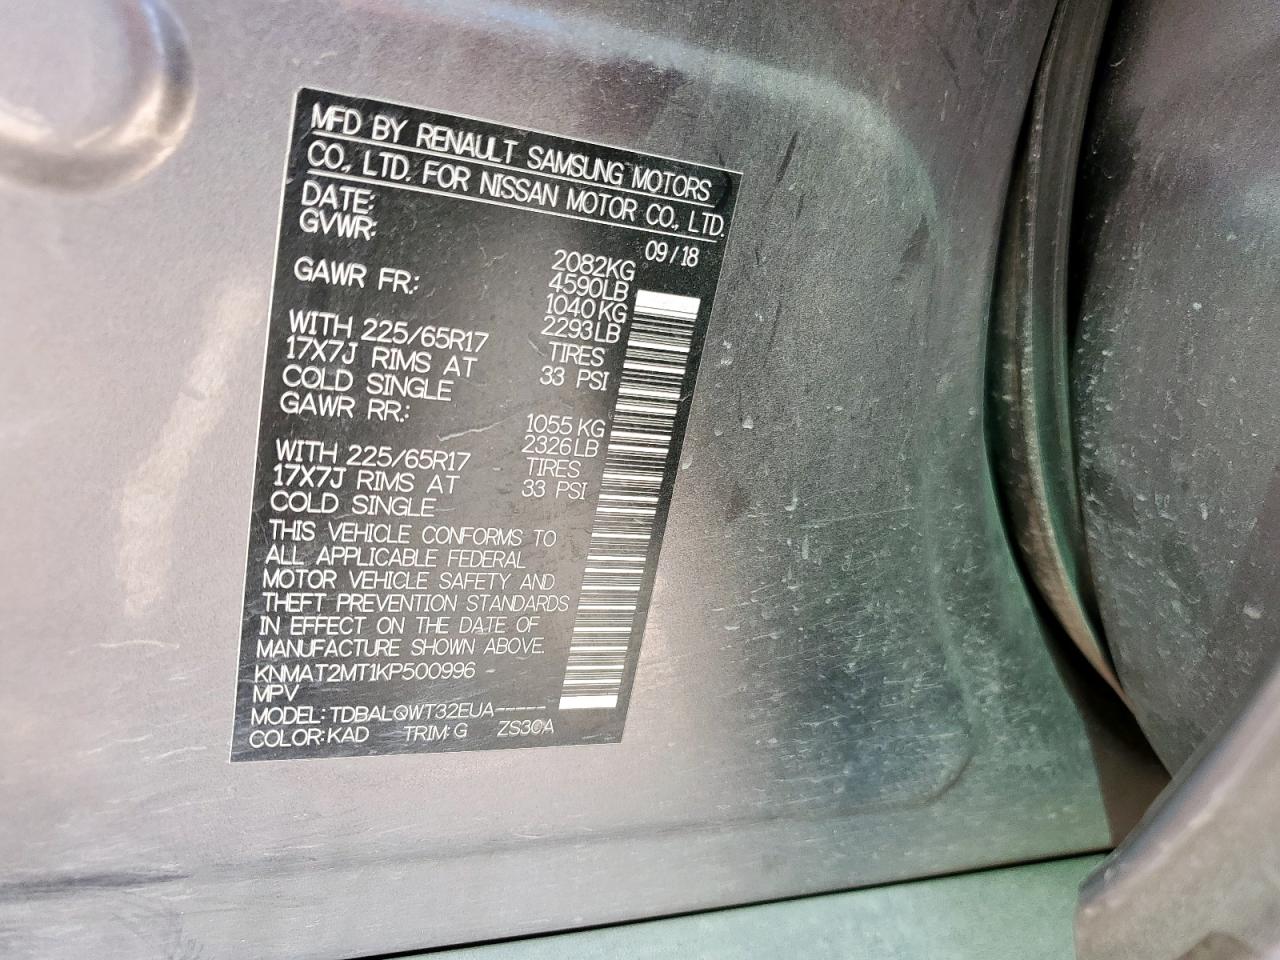 MFD BY RENAULT SAMSUNG MOTORS
CO., LTD. FOR NISSAN MOTOR CO., LTD.
DATE: 09/18
GVWR: 2082KG
4590LB
GAWR FR.: 1040KG
2293LB
WITH 225/65R17 TIRES
17X7J RIMS AT 33 PSI
COLD SINGLE
GAWR RR.: 1055KG
2326LB
WITH 225/65R17 TIRES
17X7J RIMS AT 33 PSI
COLD SINGLE
THIS VEHICLE CONFORMS TO
ALL APPLICABLE FEDERAL
MOTOR VEHICLE SAFETY AND
THEFT PREVENTION STANDARDS
IN EFFECT ON THE DATE OF
MANUFACTURE SHOWN ABOVE.
KNMAT2MT1KP500996
MPV
MODEL: TDBALQWT32EUA-----
COLOR: KAD TRIM: G ZS3CA